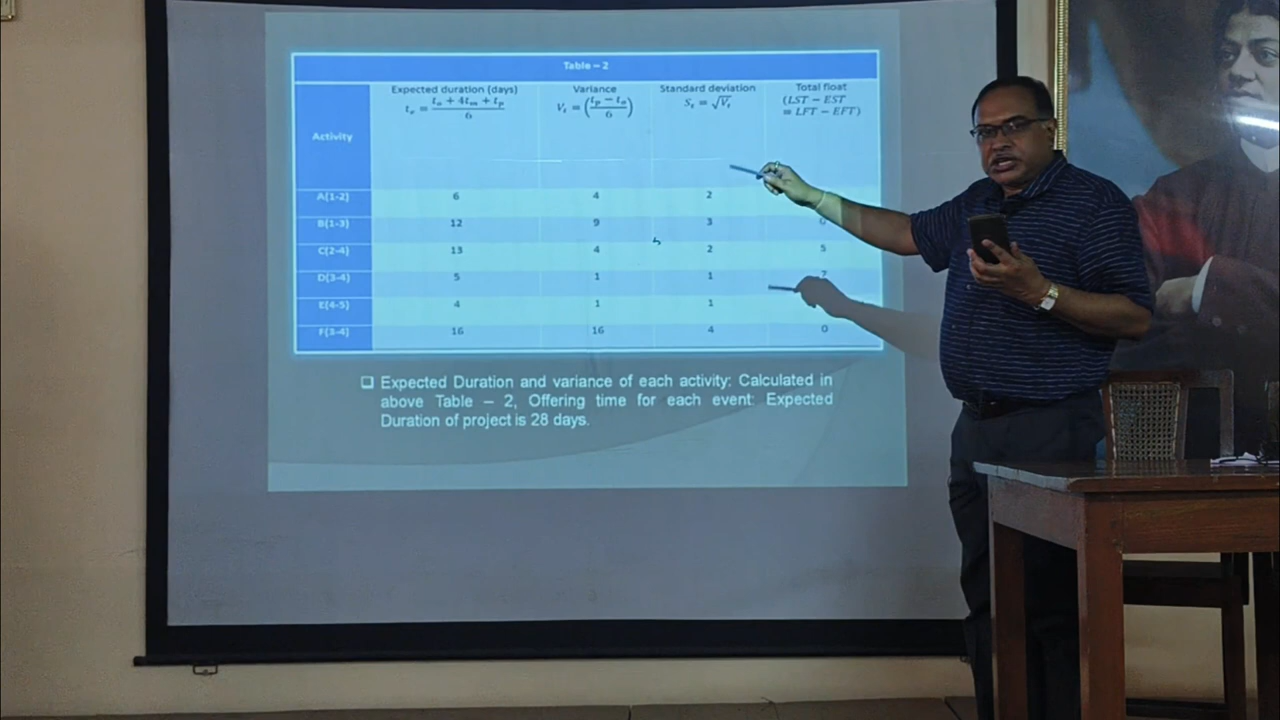 Table – 2
Activity
Expected duration (days)
tₑ = (tₒ + 4tₘ + tₚ) / 6
Variance
Vₜ = ((tₚ − tₒ) / 6)
Standard deviation
Sₜ = √Vₜ
Total float
(LST − EST
= LFT − EFT)
A(1-2) 6 4 2
B(1-3) 12 9 3 0
C(2-4) 13 4 2 5
D(3-4) 5 1 1 7
E(4-5) 4 1 1
F(3-4) 16 16 4 0
❑ Expected Duration and variance of each activity: Calculated in
above Table – 2, Offering time for each event: Expected
Duration of project is 28 days.